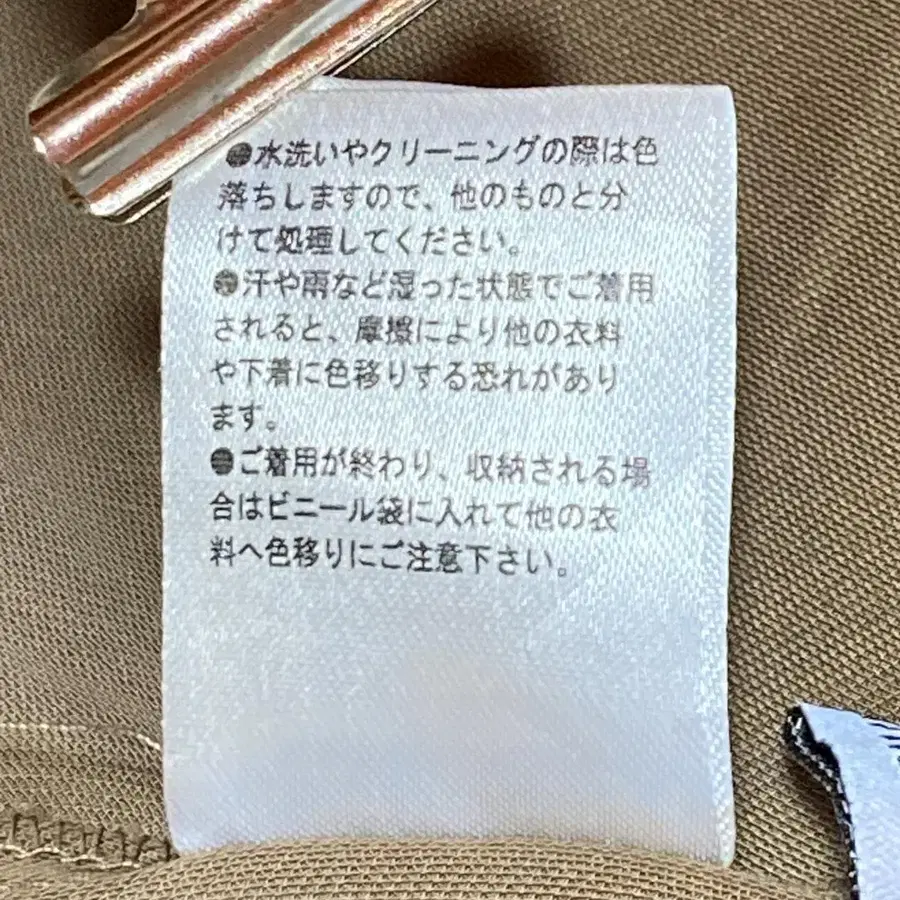 ●水洗いやクリーニングの際は色
落ちしますので、他のものと分
けて処理してください。
●汗や雨など湿った状態でご着用
されると、摩擦により他の衣料
や下着に色移りする恐れがあり
ます。
●ご着用が終わり、収納される場
合はビニール袋に入れて他の衣
料へ色移りにご注意下さい。